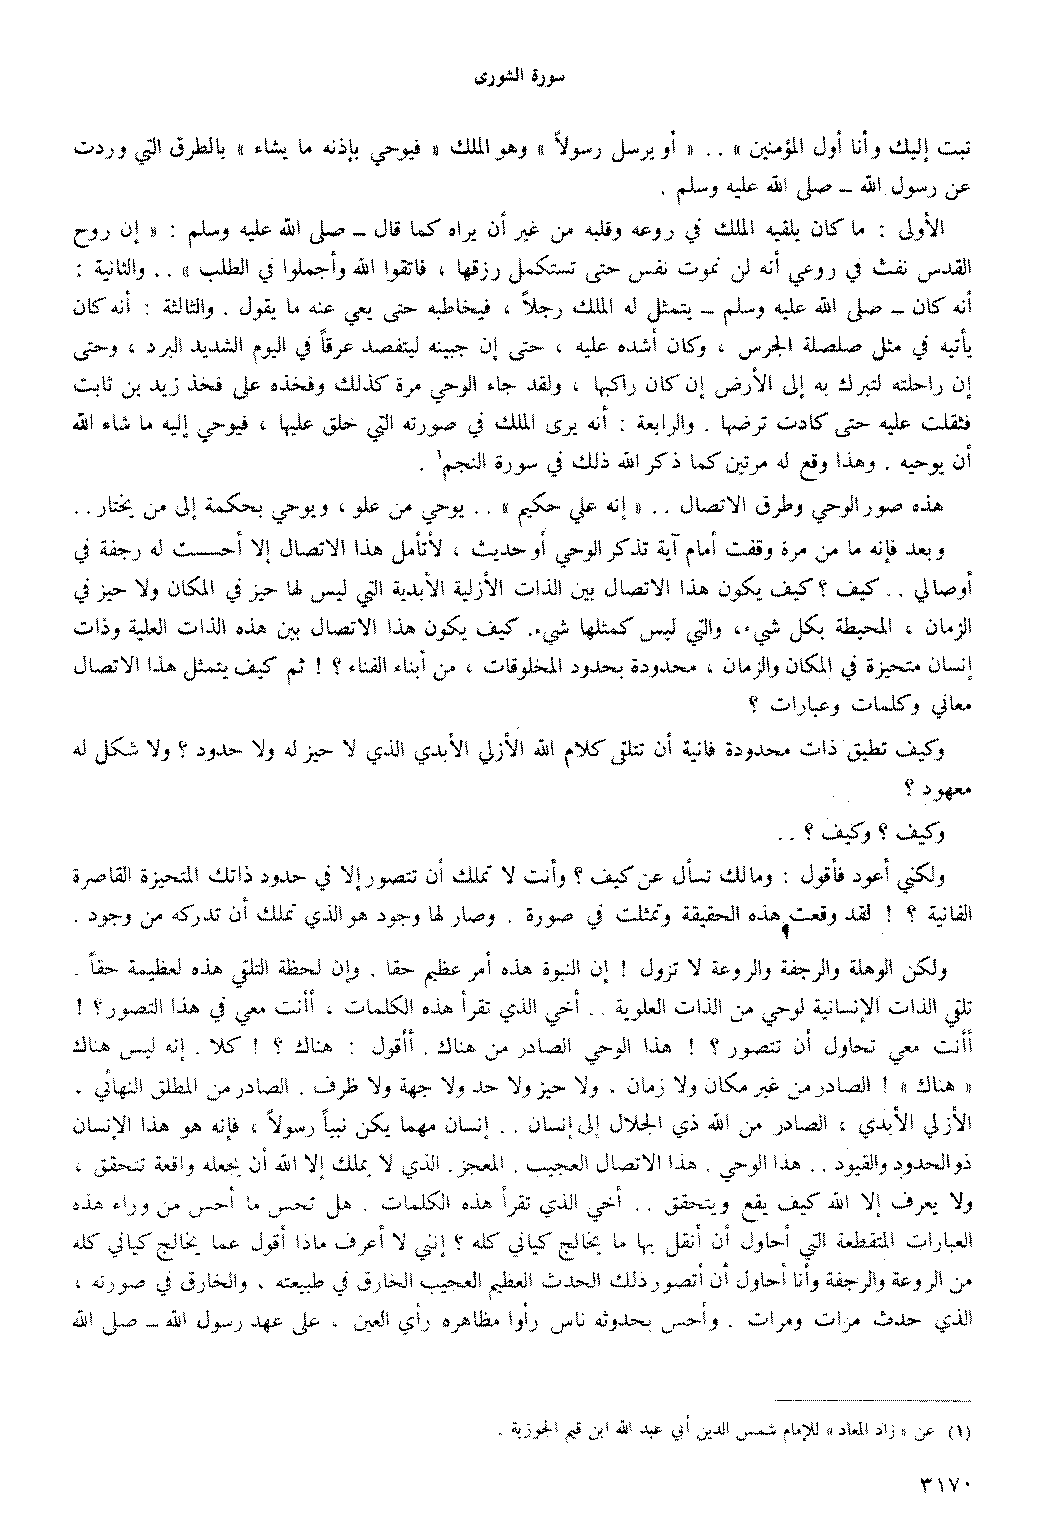 سورة الشورى
تبت إليك وأنا أول المؤمنين » .. « أو يرسل رسولاً » وهو الملك « فيوحي بإذنه ما يشاء » بالطرق التي وردت
عن رسول الله ــ صلى الله عليه وسلم .
الأولى : ما كان يلقيه الملك في روعه وقلبه من غير أن يراه كما قال ــ صلى الله عليه وسلم : « إن روح
القدس نفث في روعي أنه لن تموت نفس حتى تستكمل رزقها ، فاتقوا الله وأجملوا في الطلب » .. والثانية :
أنه كان ــ صلى الله عليه وسلم ــ يتمثل له الملك رجلاً ، فيخاطبه حتى يعي عنه ما يقول . والثالثة : أنه كان
يأتيه في مثل صلصلة الجرس ، وكان أشده عليه ، حتى إن جبينه ليتفصد عرقاً في اليوم الشديد البرد ، وحتى
إن راحلته لتبرك به إلى الأرض إن كان راكبها ، ولقد جاء الوحي مرة كذلك وفخذه على فخذ زيد بن ثابت
فثقلت عليه حتى كادت ترضها . والرابعة : أنه يرى الملك في صورته التي خلق عليها ، فيوحي إليه ما شاء الله
أن يوحيه . وهذا وقع له مرتين كما ذكر الله ذلك في سورة النجم١ .
هذه صور الوحي وطرق الاتصال .. « إنه علي حكيم » .. يوحي من علو ، ويوحي بحكمة إلى من يختار ..
وبعد فإنه ما من مرة وقفت أمام آية تذكر الوحي أو حديث ، لأتأمل هذا الاتصال إلا أحسست له رجفة في
أوصالي .. كيف ؟ كيف يكون هذا الاتصال بين الذات الأزلية الأبدية التي ليس لها حيز في المكان ولا حيز في
الزمان ، المحيطة بكل شيء ، والتي ليس كمثلها شيء . كيف يكون هذا الاتصال بين هذه الذات العلية وذات
إنسان متحيزة في المكان والزمان ، محدودة بحدود المخلوقات ، من أبناء الفناء ؟ ! ثم كيف يتمثل هذا الاتصال
معاني وكلمات وعبارات ؟
وكيف تطيق ذات محدودة فانية أن تتلقى كلام الله الأزلي الأبدي الذي لا حيز له ولا حدود ؟ ولا شكل له
معهود ؟
وكيف ؟ وكيف ؟ ..
ولكني أعود فأقول : ومالك تسأل عن كيف ؟ وأنت لا تملك أن تتصور إلا في حدود ذاتك المتحيزة القاصرة
الفانية ؟ ! لقد وقعت هذه الحقيقة وتمثلت في صورة . وصار لها وجود هو الذي تملك أن تدركه من وجود .
ولكن الوهلة والرجفة والروعة لا تزول ! إن النبوة هذه أمر عظيم حقا . وإن لحظة التلقي هذه لعظيمة حقاً .
تلقي الذات الإنسانية لوحي من الذات العلوية .. أخي الذي تقرأ هذه الكلمات ، أأنت معي في هذا التصور ؟ !
أأنت معي تحاول أن تتصور ؟ ! هذا الوحي الصادر من هناك . أأقول : هناك ؟ ! كلا . إنه ليس هناك
« هناك » ! الصادر من غير مكان ولا زمان . ولا حيز ولا حد ولا جهة ولا ظرف . الصادر من المطلق النهائي .
الأزلي الأبدي ، الصادر من الله ذي الجلال إلى إنسان .. إنسان مهما يكن نبياً رسولاً ، فإنه هو هذا الإنسان
ذو الحدود والقيود .. هذا الوحي . هذا الاتصال العجيب . المعجز . الذي لا يملك إلا الله أن يجعله واقعة تتحقق ،
ولا يعرف إلا الله كيف يقع ويتحقق .. أخي الذي تقرأ هذه الكلمات . هل تحس ما أحس من وراء هذه
العبارات المتقطعة التي أحاول أن أنقل بها ما يخالج كياني كله ؟ إنني لا أعرف ماذا أقول عما يخالج كياني كله
من الروعة والرجفة وأنا أحاول أن أتصور ذلك الحدث العظيم العجيب الخارق في طبيعته . والخارق في صورته ،
الذي حدث مرات ومرات . وأحس بحدوثه ناس رأوا مظاهره رأي العين . على عهد رسول الله ــ صلى الله
(١) عن « زاد المعاد » للإمام شمس الدين أبي عبد الله ابن قيم الجوزية .
٣١٧٠